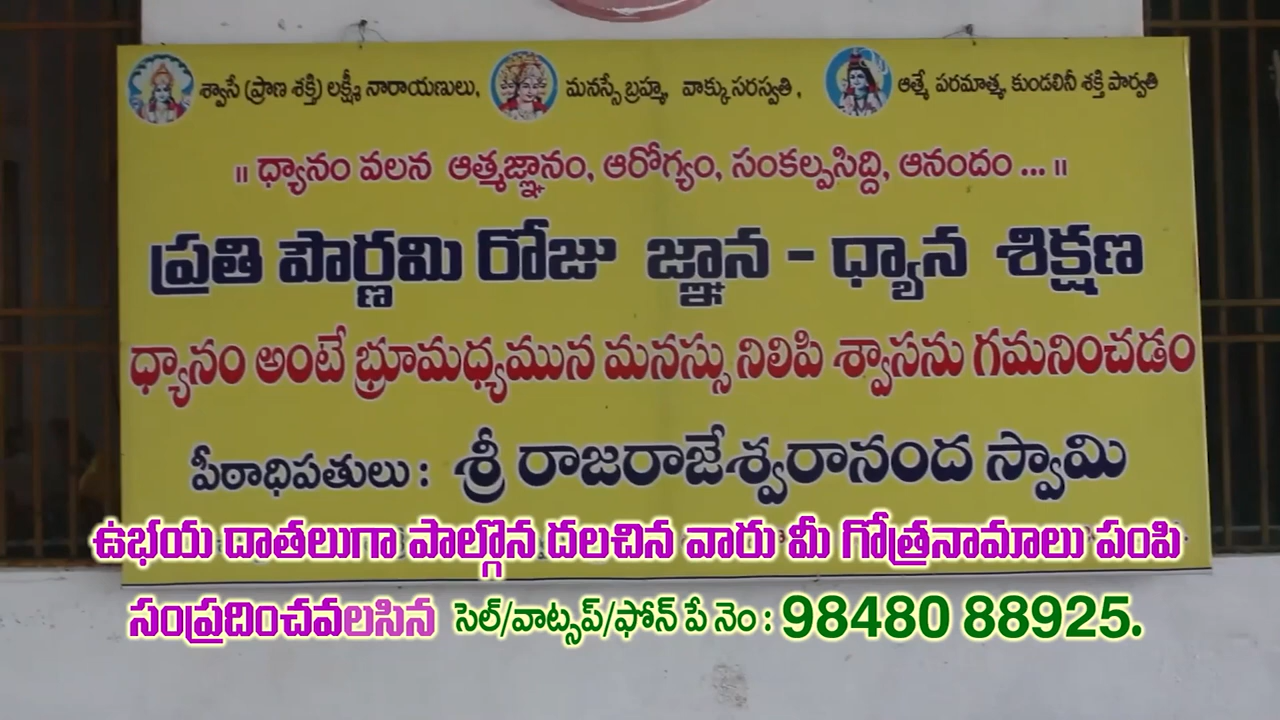 శ్వాసే (ప్రాణ శక్తి) లక్ష్మీ నారాయణులు, మనస్సే బ్రహ్మ, వాక్కు సరస్వతి, ఆత్మే పరమాత్మ, కుండలినీ శక్తి పార్వతి
॥ ధ్యానం వలన ఆత్మజ్ఞానం, ఆరోగ్యం, సంకల్పసిద్ది, ఆనందం ... ॥
ప్రతి పౌర్ణమి రోజు జ్ఞాన - ధ్యాన శిక్షణ
ధ్యానం అంటే భ్రూమధ్యమున మనస్సు నిలిపి శ్వాసను గమనించడం
పీఠాధిపతులు : శ్రీ రాజరాజేశ్వరానంద స్వామి
ఉభయ దాతలుగా పాల్గొన దలచిన వారు మీ గోత్రనామాలు పంపి
సంప్రదించవలసిన సెల్/వాట్సప్/ఫోన్ పే నెం : 98480 88925.